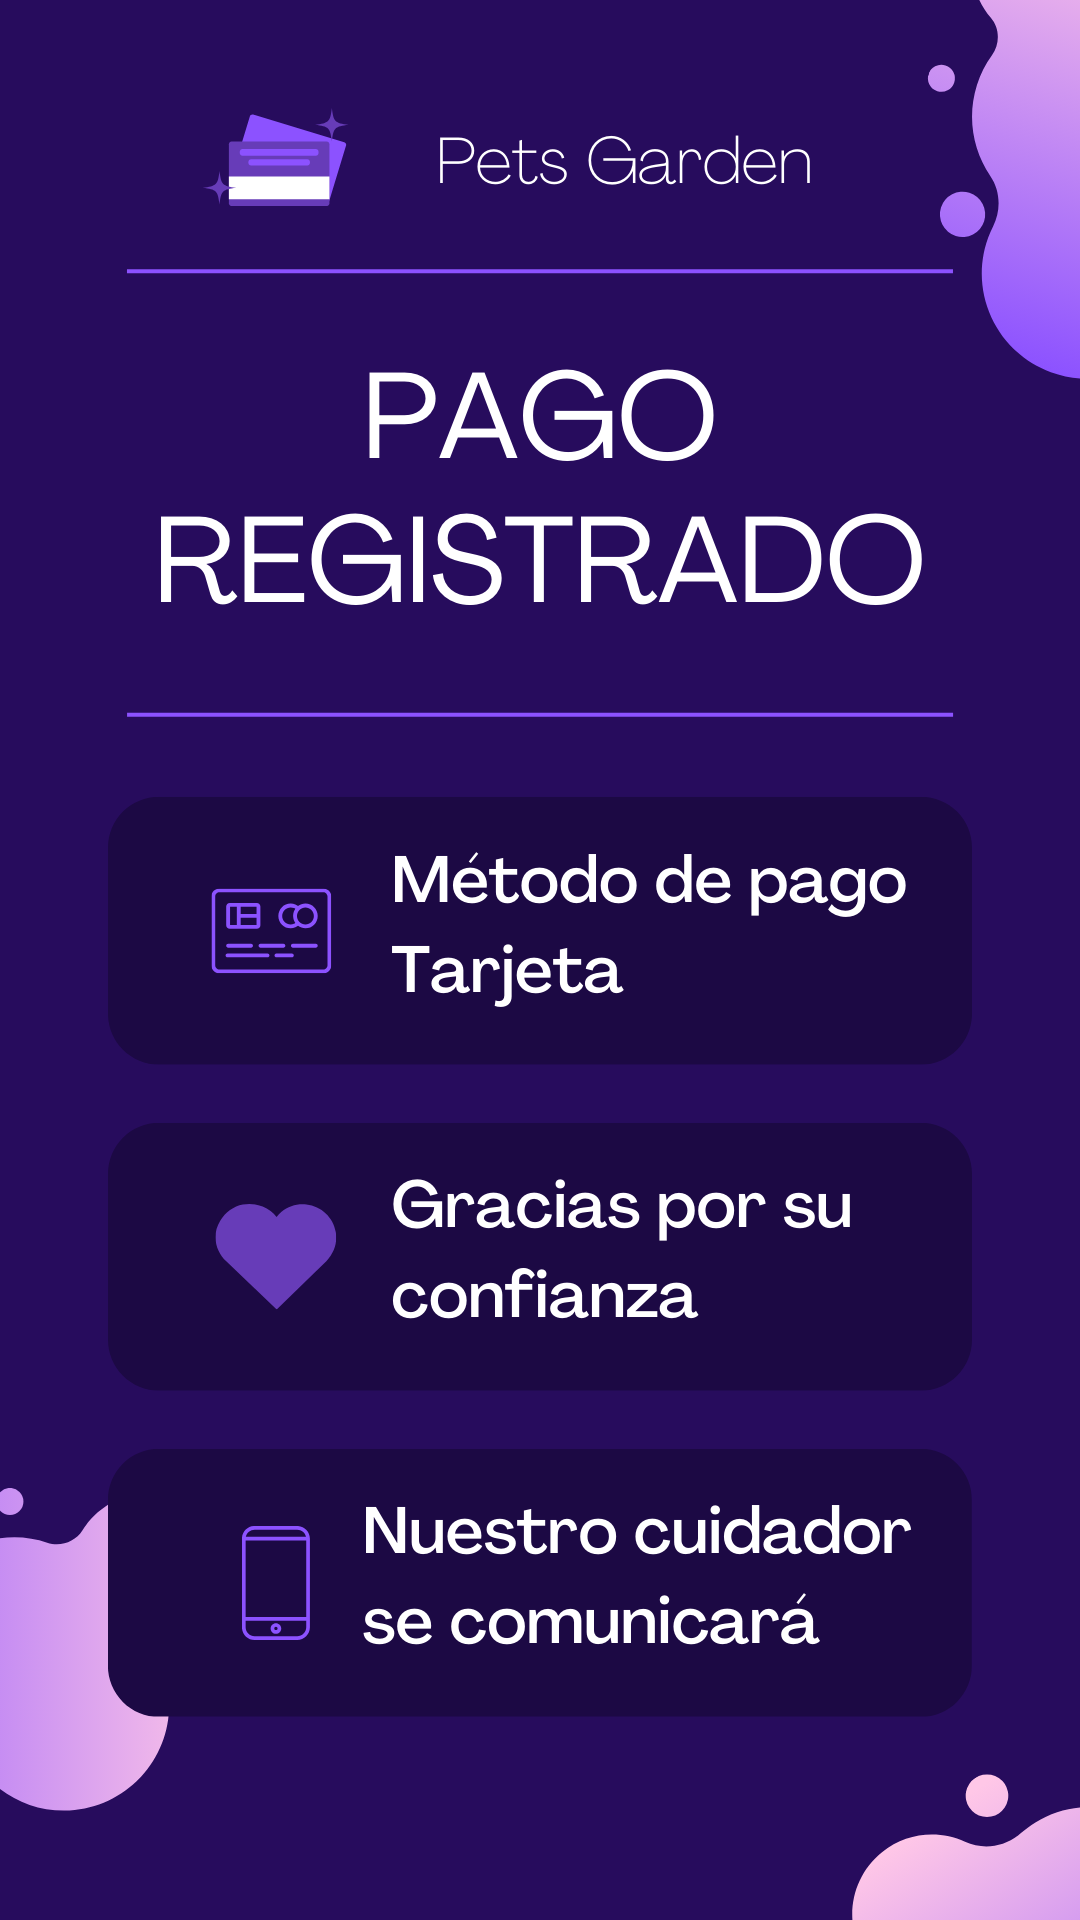 Pets Garden
PAGO
REGISTRADO
Método de pago
Tarjeta
Gracias por su
confianza
Nuestro cuidador
se comunicará